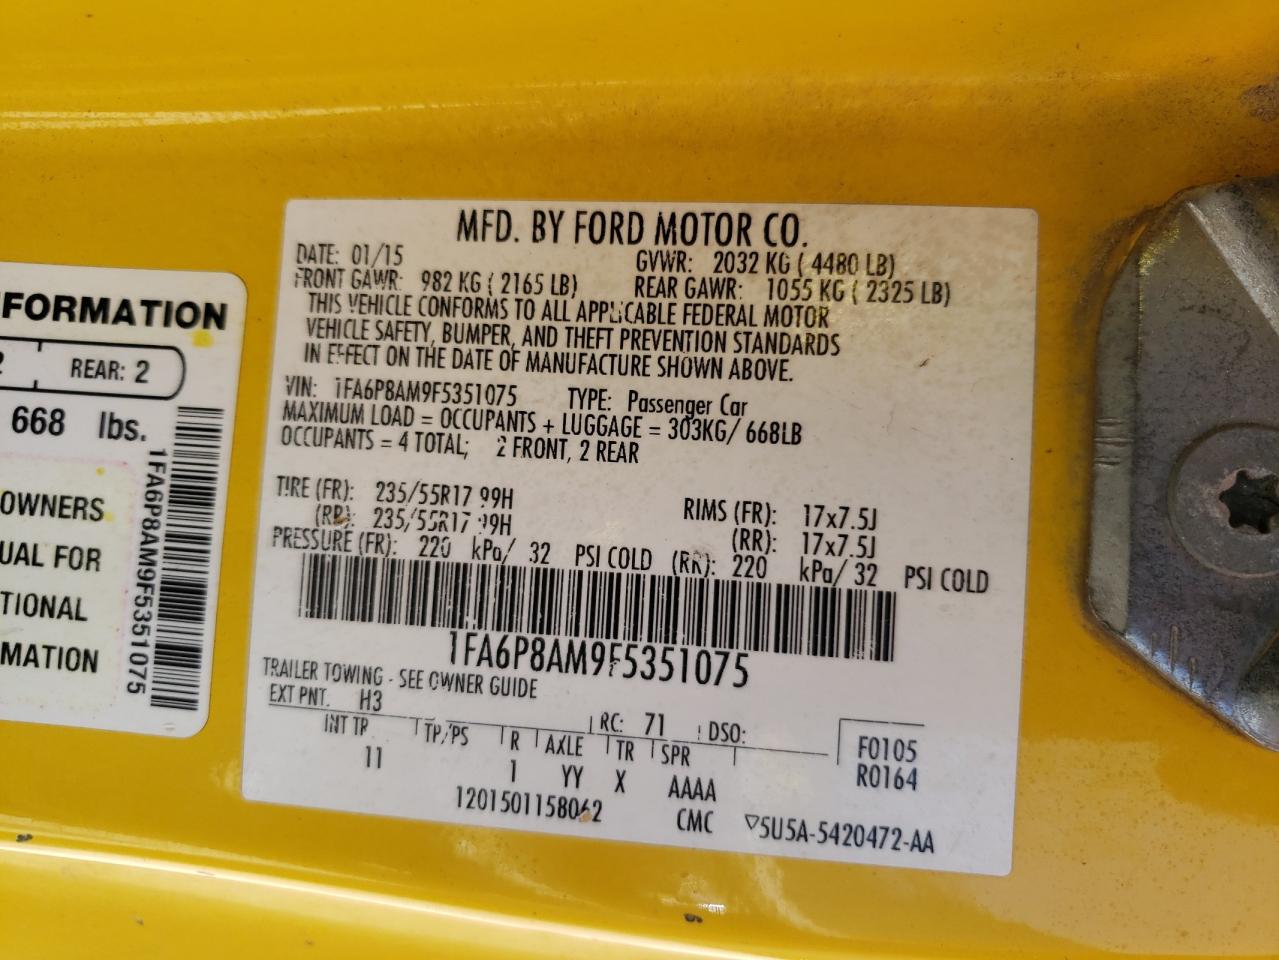 MFD. BY FORD MOTOR CO.
DATE: 01/15 GVWR: 2032 KG ( 4480 LB)
FRONT GAWR: 982 KG ( 2165 LB) REAR GAWR: 1055 KG ( 2325 LB)
THIS VEHICLE CONFORMS TO ALL APPLICABLE FEDERAL MOTOR
VEHICLE SAFETY, BUMPER, AND THEFT PREVENTION STANDARDS
IN EFFECT ON THE DATE OF MANUFACTURE SHOWN ABOVE.
VIN: 1FA6P8AM9F5351075 TYPE: Passenger Car
MAXIMUM LOAD = OCCUPANTS + LUGGAGE = 303KG/ 668LB
OCCUPANTS = 4 TOTAL; 2 FRONT, 2 REAR
TIRE (FR): 235/55R17 99H RIMS (FR): 17x7.5J
(RR): 235/55R17 99H (RR): 17x7.5J
PRESSURE (FR): 220 kPa/ 32 PSI COLD (RR): 220 kPa/ 32 PSI COLD
1FA6P8AM9F5351075
TRAILER TOWING - SEE OWNER GUIDE
EXT PNT. H3 RC: 71 DSO: F0105
INT TR TP/PS R AXLE TR SPR R0164
11 1 YY X AAAA
1201501158062 CMC ▽5U5A-5420472-AA
FORMATION
2 REAR: 2
668 lbs.
OWNERS
UAL FOR
TIONAL
MATION
1FA6P8AM9F5351075